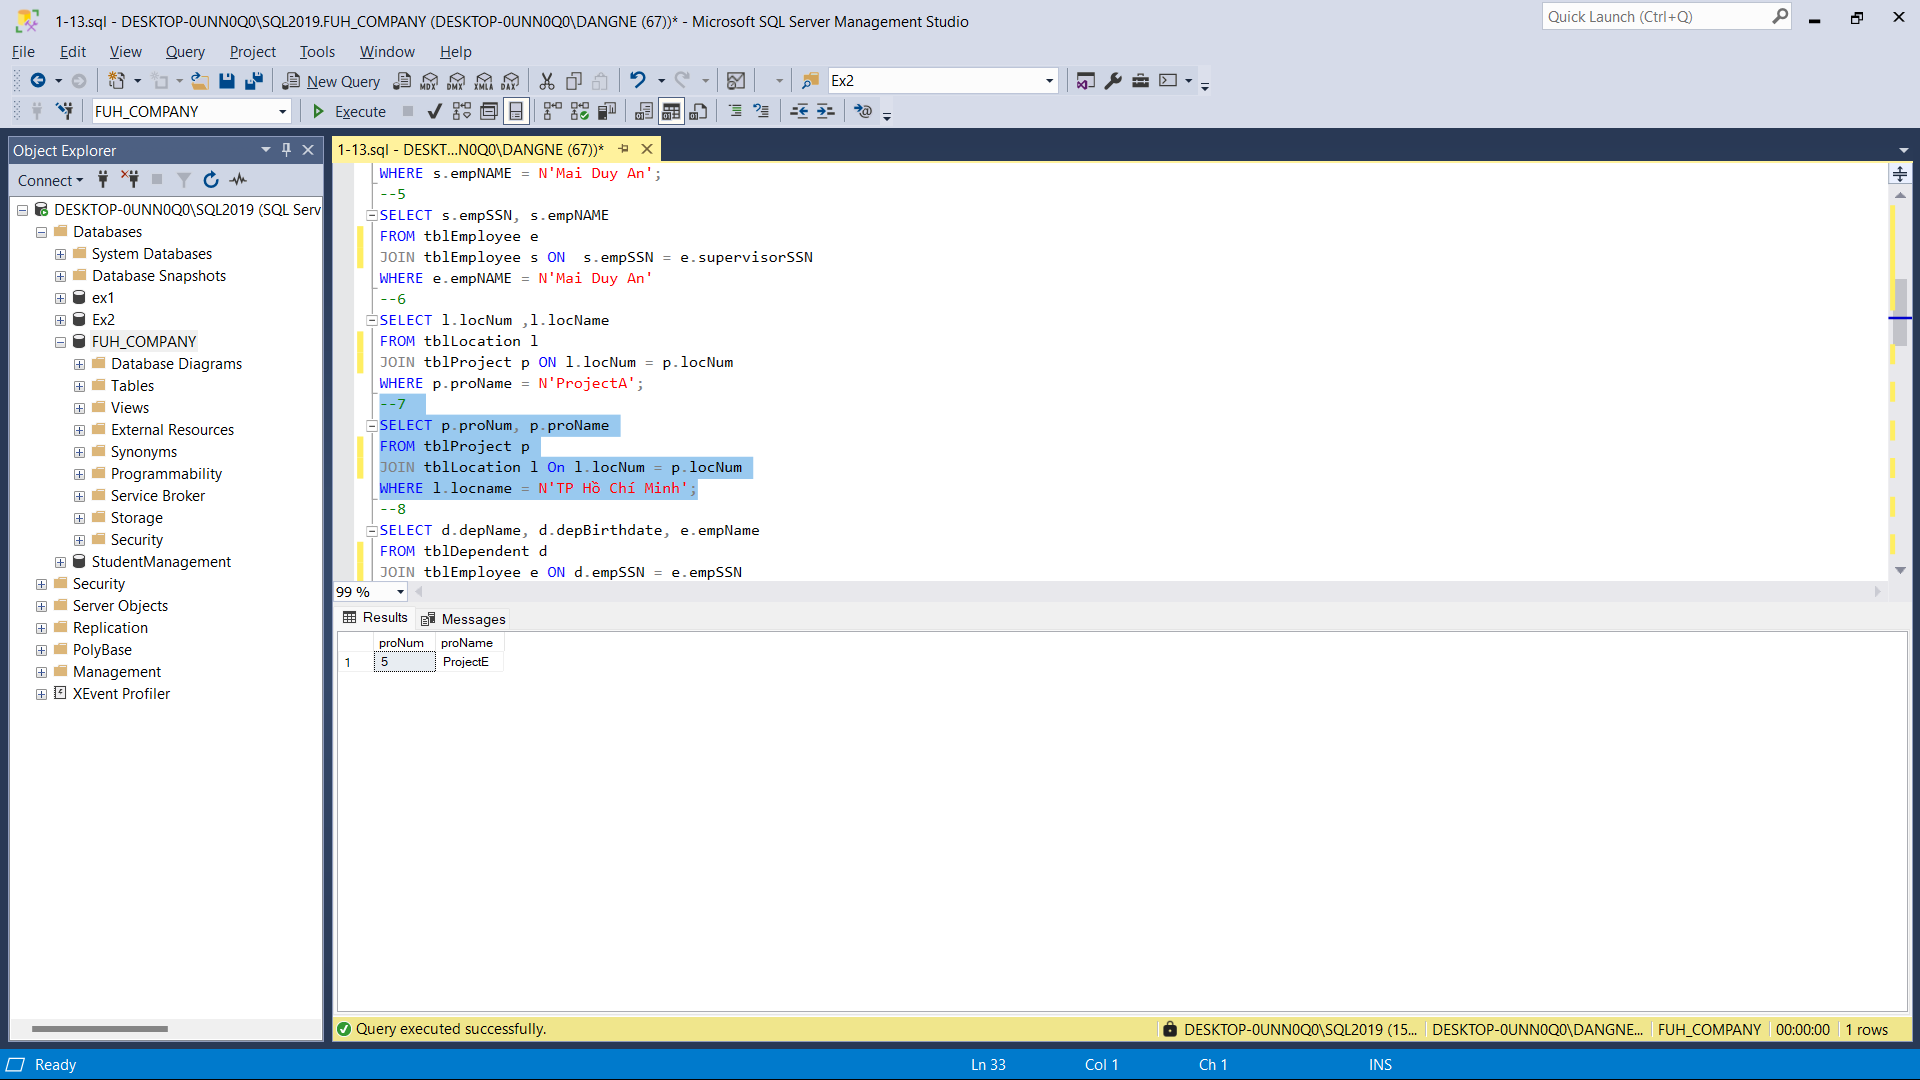 1-13.sql - DESKTOP-0UNN0Q0\SQL2019.FUH_COMPANY (DESKTOP-0UNN0Q0\DANGNE (67))* - Microsoft SQL Server Management Studio
Quick Launch (Ctrl+Q)
File Edit View Query Project Tools Window Help
New Query MDX DMX XMLA DAX Ex2
FUH_COMPANY Execute
Object Explorer
1-13.sql - DESKT...N0Q0\DANGNE (67))*
Connect
DESKTOP-0UNN0Q0\SQL2019 (SQL Serv
Databases
System Databases
Database Snapshots
ex1
Ex2
FUH_COMPANY
Database Diagrams
Tables
Views
External Resources
Synonyms
Programmability
Service Broker
Storage
Security
StudentManagement
Security
Server Objects
Replication
PolyBase
Management
XEvent Profiler
WHERE s.empNAME = N'Mai Duy An';
--5
SELECT s.empSSN, s.empNAME
FROM tblEmployee e
JOIN tblEmployee s ON  s.empSSN = e.supervisorSSN
WHERE e.empNAME = N'Mai Duy An'
--6
SELECT l.locNum ,l.locName
FROM tblLocation l
JOIN tblProject p ON l.locNum = p.locNum
WHERE p.proName = N'ProjectA';
--7
SELECT p.proNum, p.proName
FROM tblProject p
JOIN tblLocation l On l.locNum = p.locNum
WHERE l.locname = N'TP Hồ Chí Minh';
--8
SELECT d.depName, d.depBirthdate, e.empName
FROM tblDependent d
JOIN tblEmployee e ON d.empSSN = e.empSSN
99 %
Results Messages
proNum proName
1 5 ProjectE
Query executed successfully.
DESKTOP-0UNN0Q0\SQL2019 (15... DESKTOP-0UNN0Q0\DANGNE... FUH_COMPANY 00:00:00 1 rows
Ready Ln 33 Col 1 Ch 1 INS